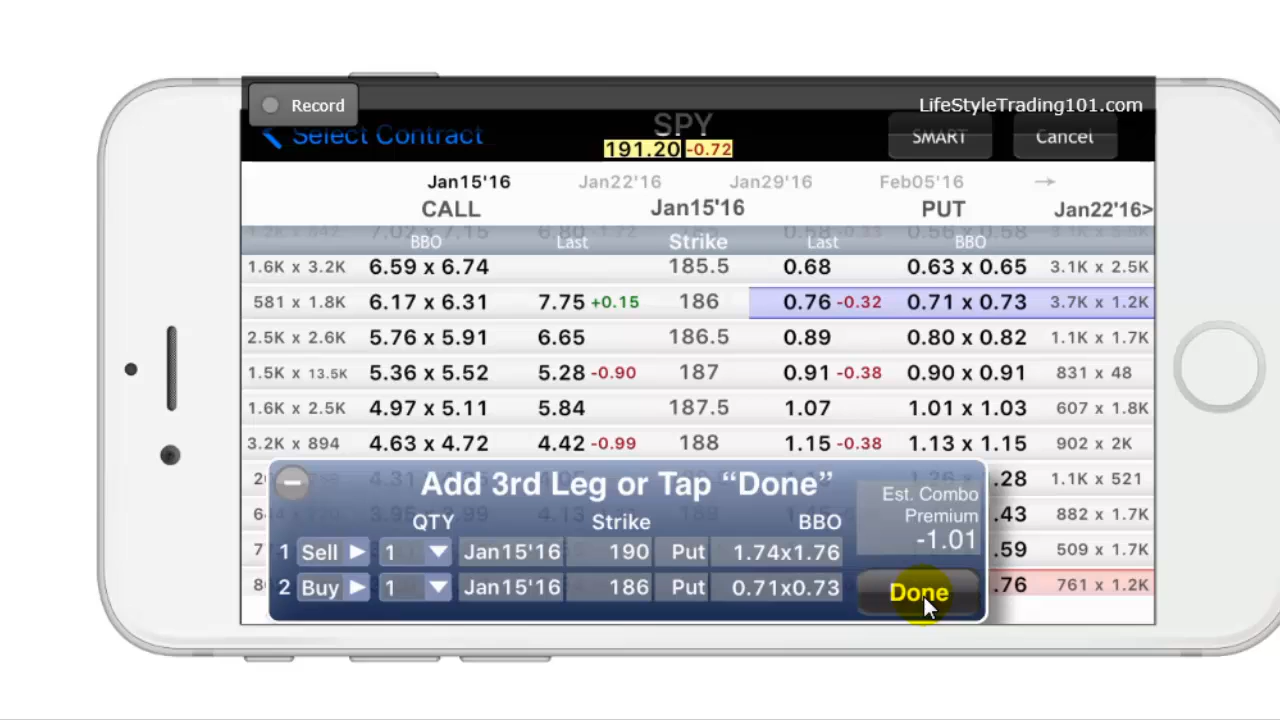 Record
LifeStyleTrading101.com
Select Contract
SPY
SMART
Cancel
191.20 -0.72
Jan15'16 Jan22'16 Jan29'16 Feb05'16 →
CALL Jan15'16 PUT Jan22'16>
BBO Last Strike Last BBO
1.6K x 3.2K 6.59 x 6.74 185.5 0.68 0.63 x 0.65 3.1K x 2.5K
581 x 1.8K 6.17 x 6.31 7.75 +0.15 186 0.76 -0.32 0.71 x 0.73 3.7K x 1.2K
2.5K x 2.6K 5.76 x 5.91 6.65 186.5 0.89 0.80 x 0.82 1.1K x 1.7K
1.5K x 13.5K 5.36 x 5.52 5.28 -0.90 187 0.91 -0.38 0.90 x 0.91 831 x 48
1.6K x 2.5K 4.97 x 5.11 5.84 187.5 1.07 1.01 x 1.03 607 x 1.8K
3.2K x 894 4.63 x 4.72 4.42 -0.99 188 1.15 -0.38 1.13 x 1.15 902 x 2K
.28 1.1K x 521
.43 882 x 1.7K
.59 509 x 1.7K
.76 761 x 1.2K
Add 3rd Leg or Tap “Done”
Est. Combo
Premium
-1.01
QTY Strike BBO
1 Sell 1 Jan15'16 190 Put 1.74x1.76
2 Buy 1 Jan15'16 186 Put 0.71x0.73
Done